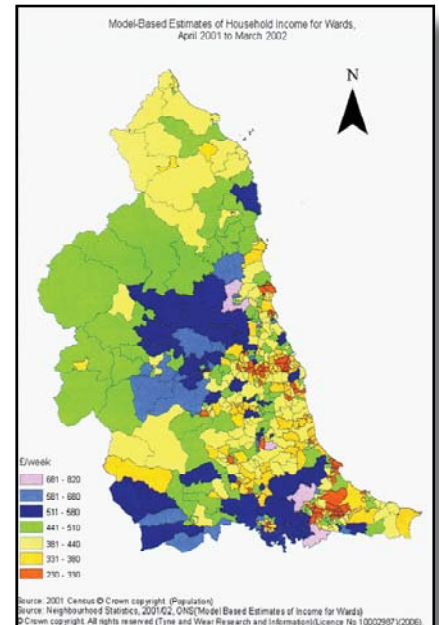 Model-Based Estimates of Household Income for Wards,
April 2001 to March 2002
N
£/week
681 - 820
581 - 680
511 - 580
441 - 510
381 - 440
331 - 380
230 - 330
Source: 2001 Census © Crown copyright (Population)
Source: Neighbourhood Statistics, 2001/02, ONS('Model Based Estimates of Income for Wards)
© Crown copyright. All rights reserved (Tyne and Wear Research and Information)(Licence No 100029871)(2006).